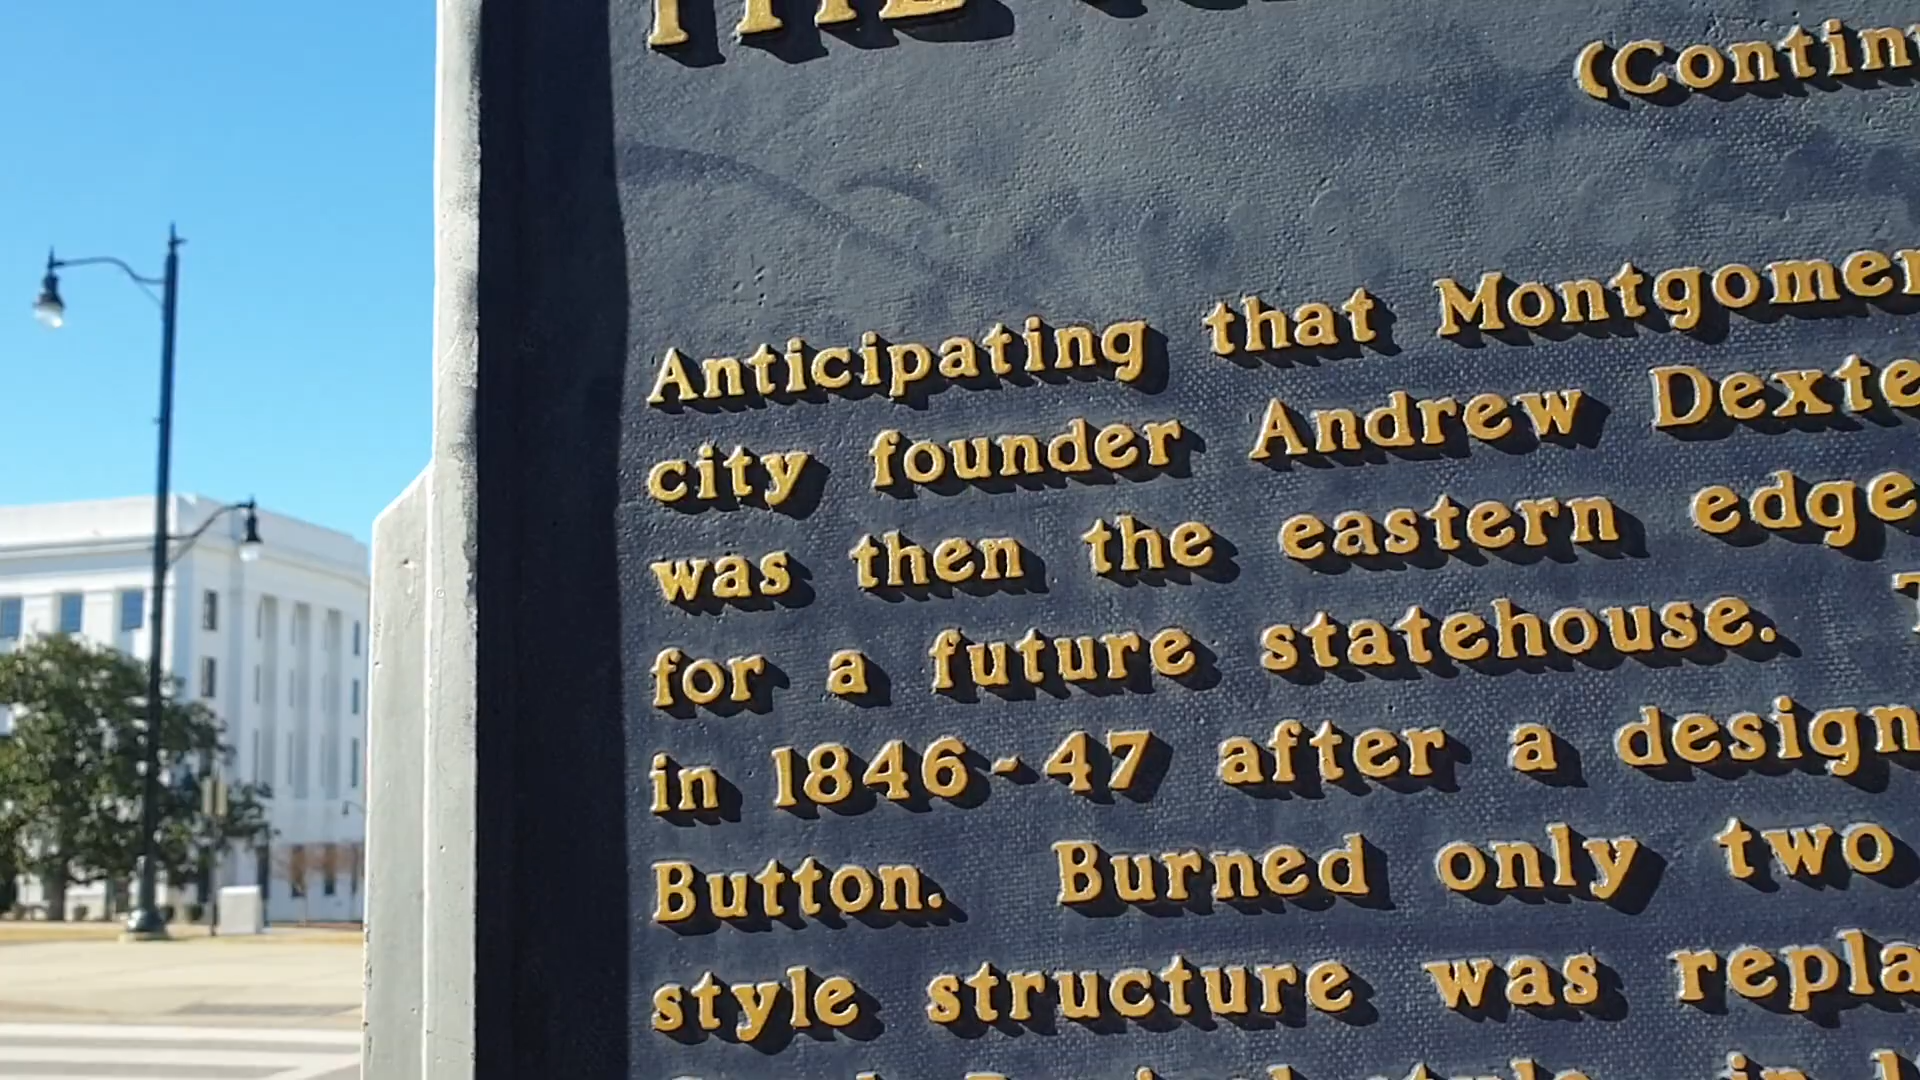 THE
(Contin
Anticipating that Montgomer
city founder Andrew Dexte
was then the eastern edge
for a future statehouse. T
in 1846-47 after a design
Button. Burned only two
style structure was repla